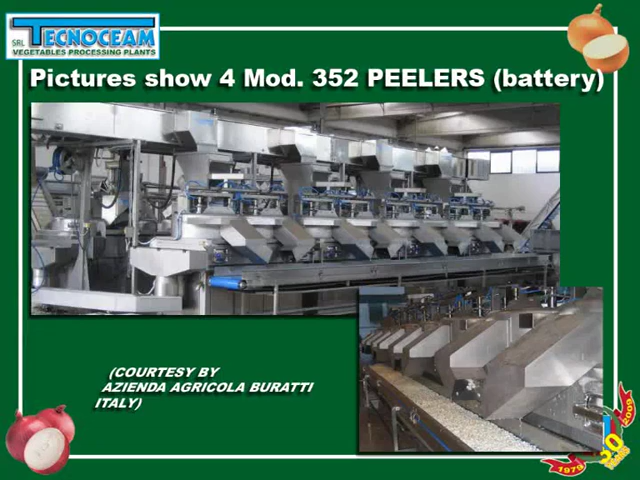 TECNOCEAM
SRL
VEGETABLES PROCESSING PLANTS
Pictures show 4 Mod. 352 PEELERS (battery)
(COURTESY BY
AZIENDA AGRICOLA BURATTI
ITALY)
1979
2009